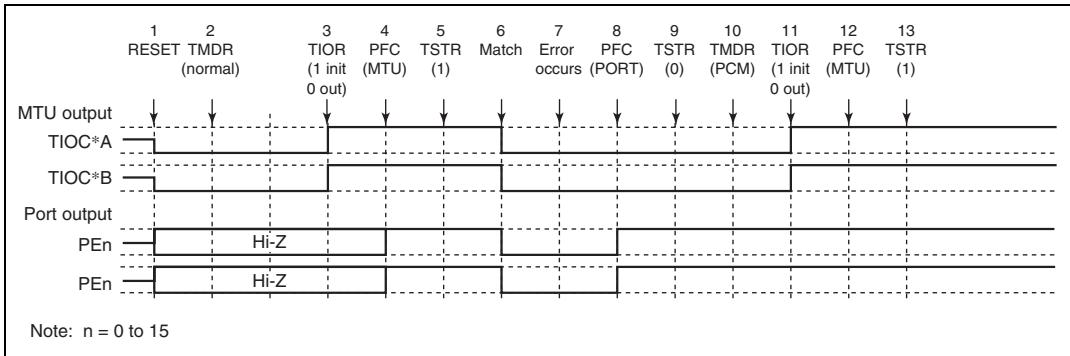 1 2 3 4 5 6 7 8 9 10 11 12 13
RESET TMDR TIOR PFC TSTR Match Error PFC TSTR TMDR TIOR PFC TSTR
(normal) (1 init (MTU) (1) occurs (PORT) (0) (PCM) (1 init (MTU) (1)
0 out) 0 out)
MTU output
TIOC*A
TIOC*B
Port output
PEn Hi-Z
PEn Hi-Z
Note: n = 0 to 15